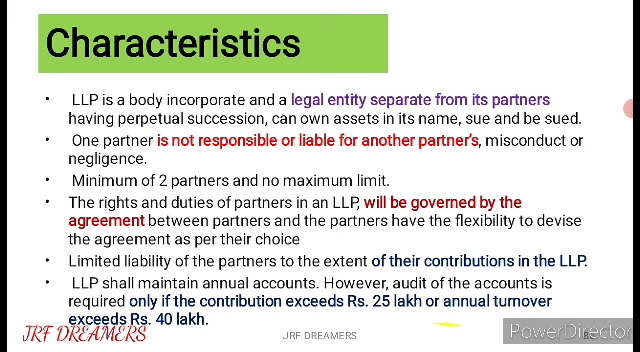 Characteristics
• LLP is a body incorporate and a legal entity separate from its partners
having perpetual succession, can own assets in its name, sue and be sued.
• One partner is not responsible or liable for another partner's, misconduct or
negligence.
• Minimum of 2 partners and no maximum limit.
• The rights and duties of partners in an LLP, will be governed by the
agreement between partners and the partners have the flexibility to devise
the agreement as per their choice
• Limited liability of the partners to the extent of their contributions in the LLP.
• LLP shall maintain annual accounts. However, audit of the accounts is
required only if the contribution exceeds Rs. 25 lakh or annual turnover
exceeds Rs. 40 lakh.
JRF DREAMERS
JRF DREAMERS
PowerDirector